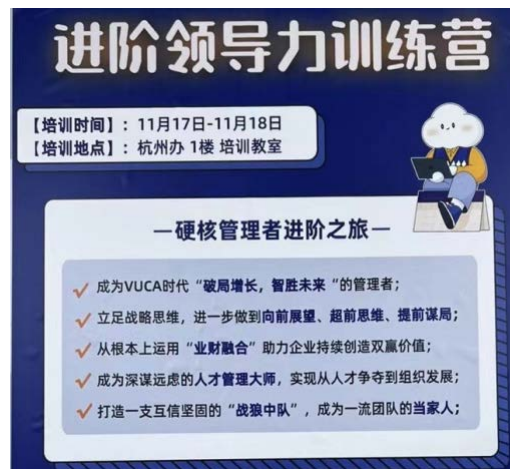 进阶领导力训练营
【培训时间】：11月17日-11月18日
【培训地点】：杭州办 1楼 培训教室
—硬核管理者进阶之旅—
成为VUCA时代“破局增长，智胜未来“的管理者；
立足战略思维，进一步做到向前展望、超前思维、提前谋局；
从根本上运用“业财融合”助力企业持续创造双赢价值；
成为深谋远虑的人才管理大师，实现从人才争夺到组织发展；
打造一支互信坚固的“战狼中队”，成为一流团队的当家人；